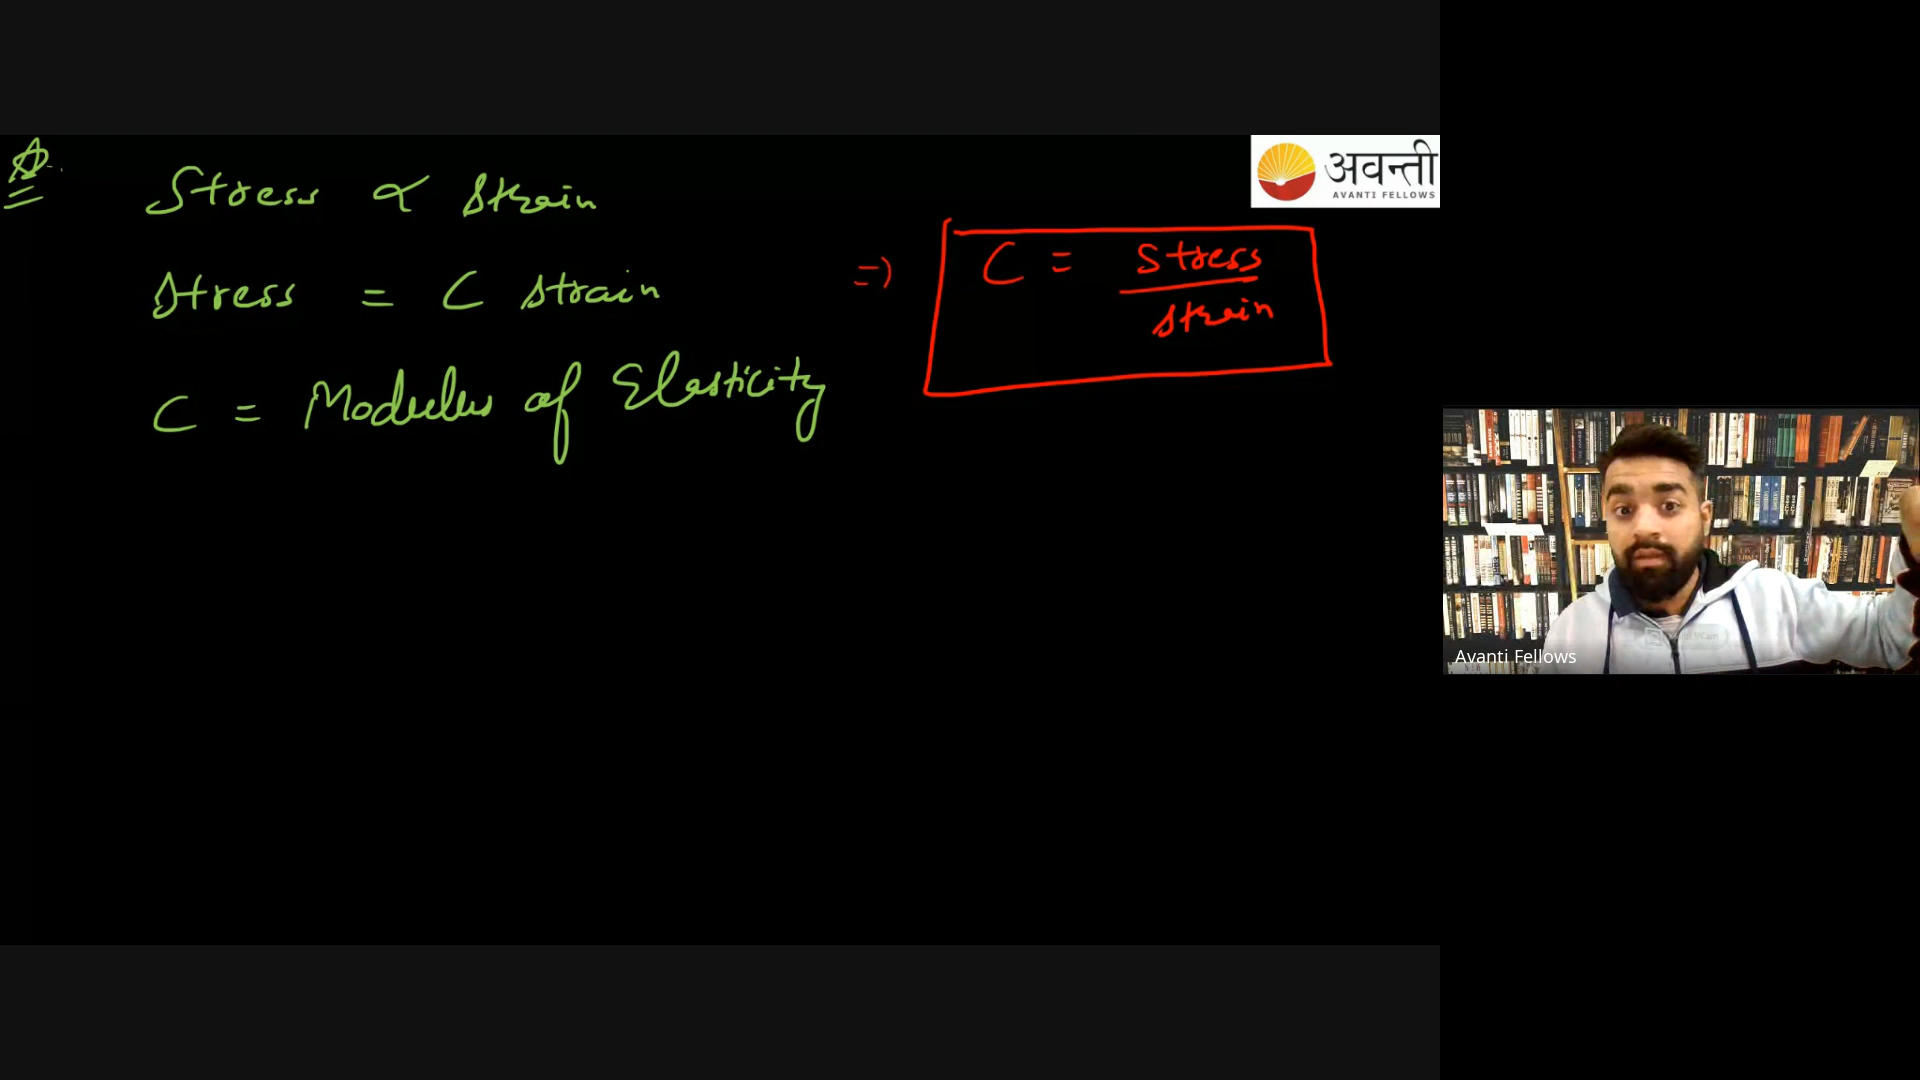 Stress ∝ Strain
Stress = C Strain
C = Modulus of Elasticity
=> C = Stress / Strain
अवन्ती
AVANTI FELLOWS
Avanti Fellows